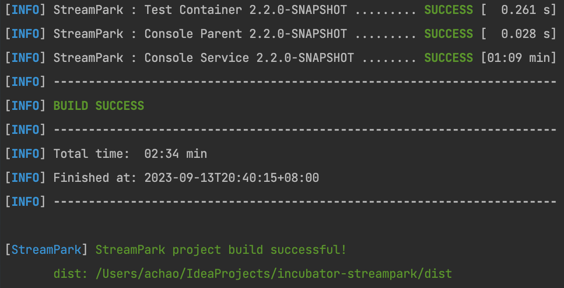 [INFO] StreamPark : Test Container 2.2.0-SNAPSHOT ......... SUCCESS [  0.261 s]
[INFO] StreamPark : Console Parent 2.2.0-SNAPSHOT ......... SUCCESS [  0.028 s]
[INFO] StreamPark : Console Service 2.2.0-SNAPSHOT ........ SUCCESS [01:09 min]
[INFO] ------------------------------------------------------------------------
[INFO] BUILD SUCCESS
[INFO] ------------------------------------------------------------------------
[INFO] Total time:  02:34 min
[INFO] Finished at: 2023-09-13T20:40:15+08:00
[INFO] ------------------------------------------------------------------------
[StreamPark] StreamPark project build successful!
dist: /Users/achao/IdeaProjects/incubator-streampark/dist